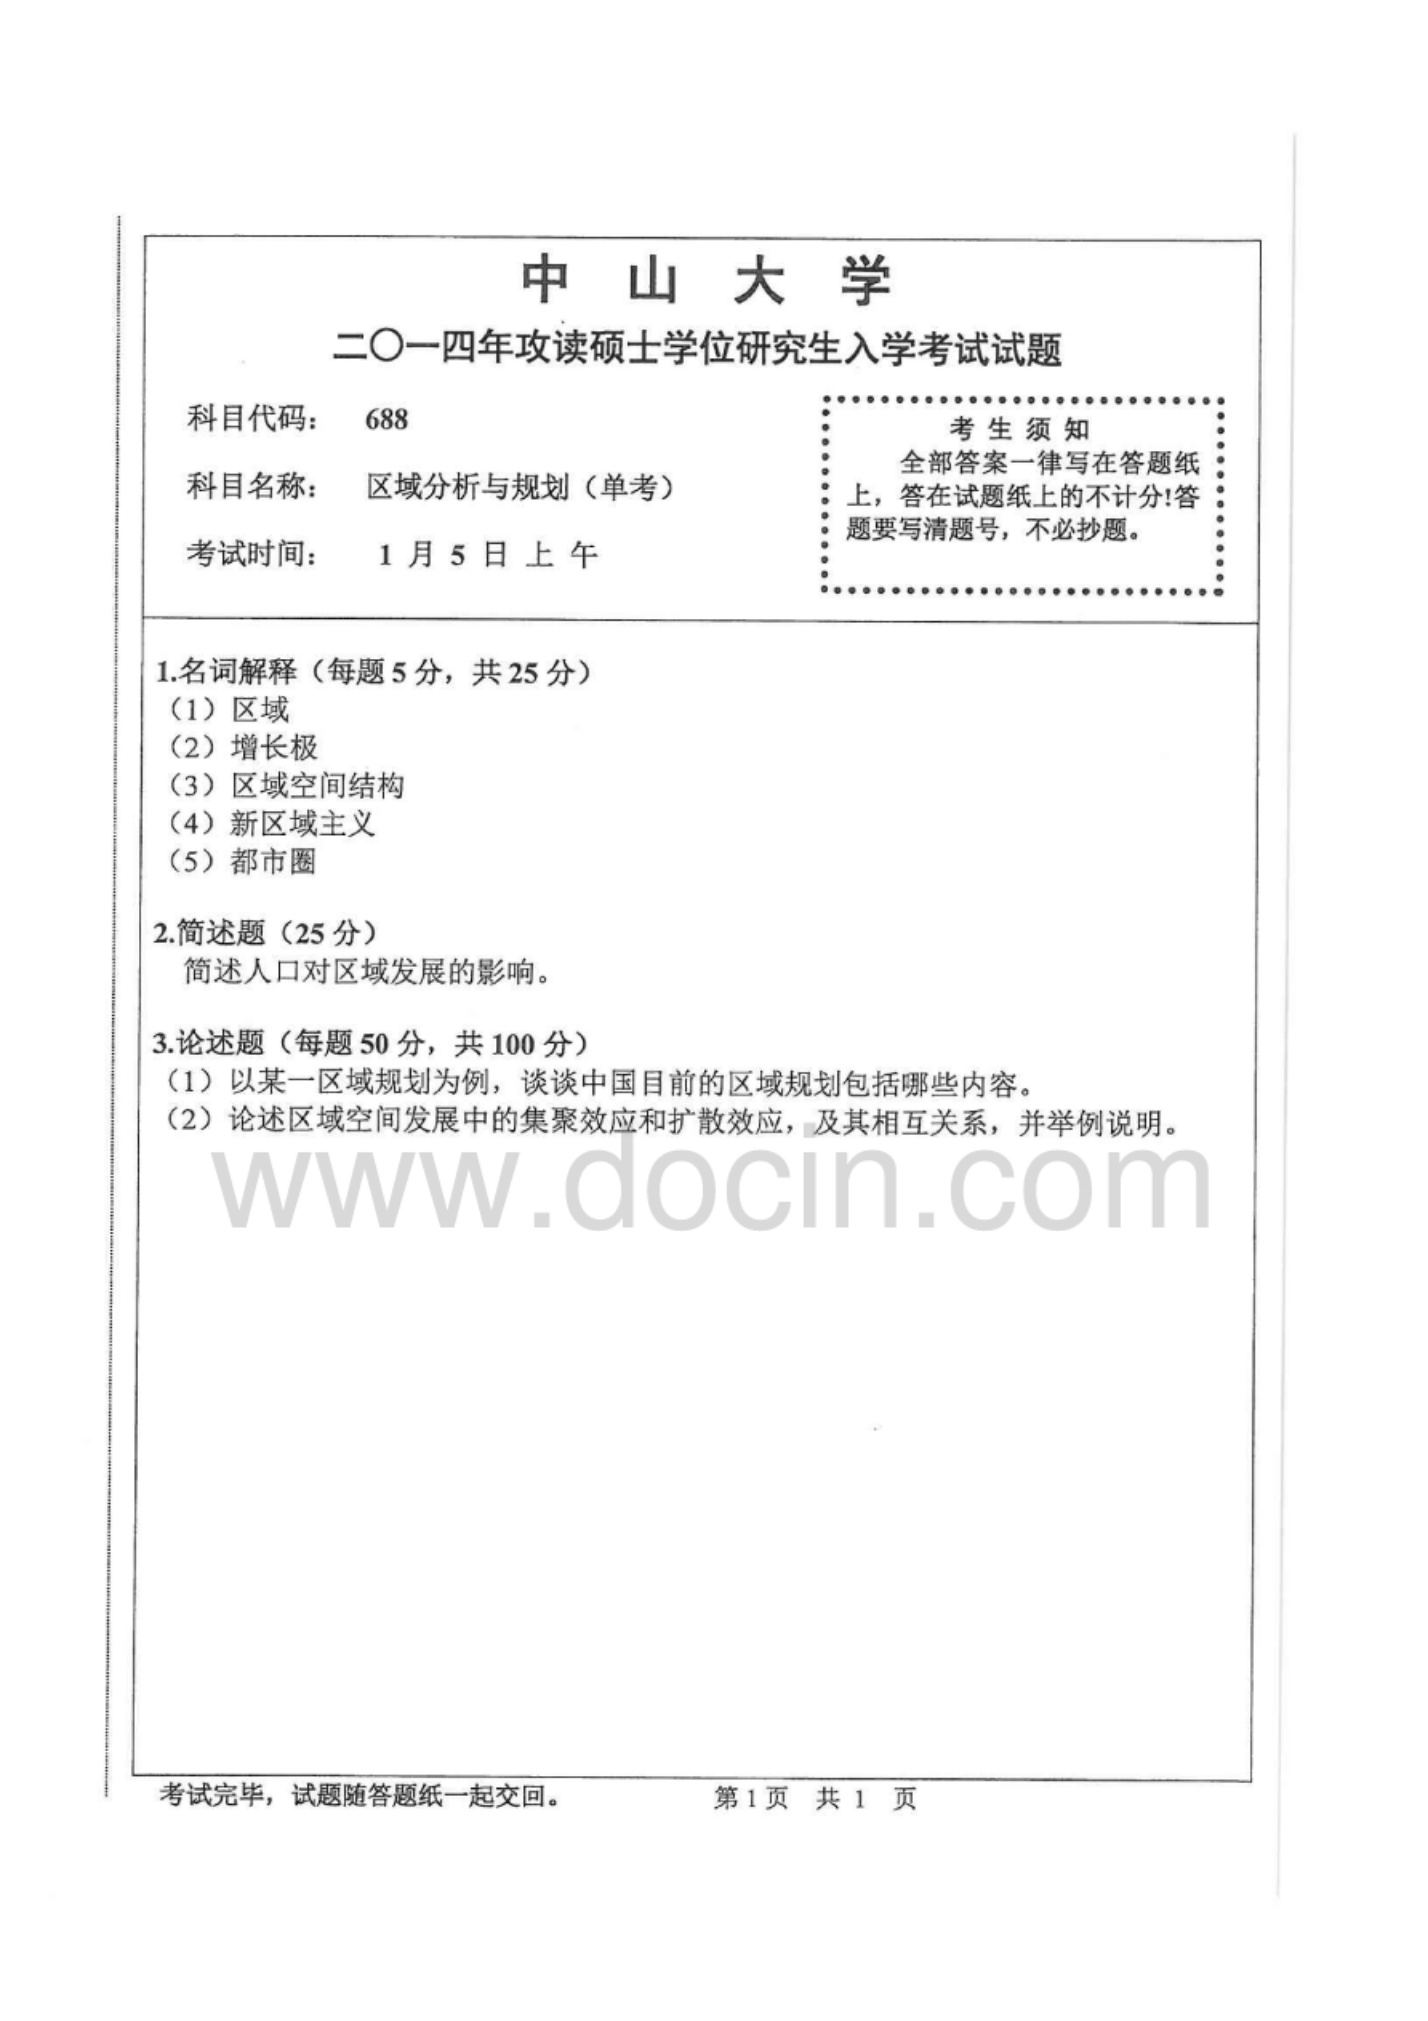 中 山 大 学
二〇一四年攻读硕士学位研究生入学考试试题
科目代码： 688
科目名称： 区域分析与规划（单考）
考试时间： 1 月 5 日 上 午
考 生 须 知
全部答案一律写在答题纸
上，答在试题纸上的不计分!答
题要写清题号，不必抄题。
1.名词解释（每题 5 分，共 25 分）
（1）区域
（2）增长极
（3）区域空间结构
（4）新区域主义
（5）都市圈
2.简述题（25 分）
简述人口对区域发展的影响。
3.论述题（每题 50 分，共 100 分）
（1）以某一区域规划为例，谈谈中国目前的区域规划包括哪些内容。
（2）论述区域空间发展中的集聚效应和扩散效应，及其相互关系，并举例说明。
www.docin.com
考试完毕，试题随答题纸一起交回。 第 1 页 共 1 页